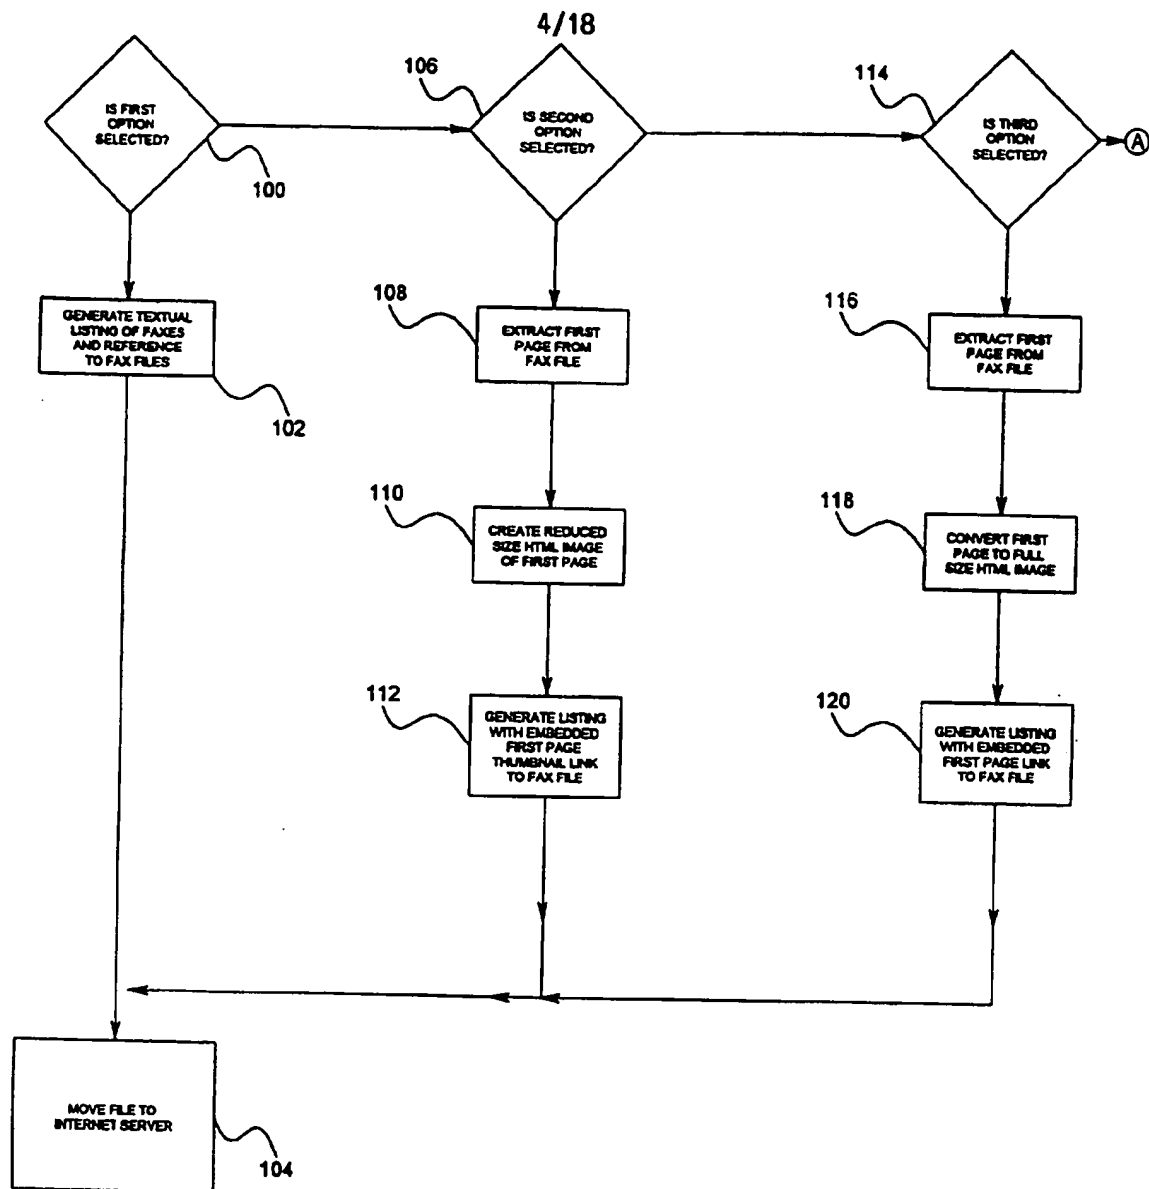 4/18
IS FIRST
OPTION
SELECTED?
100
106
IS SECOND
OPTION
SELECTED?
114
IS THIRD
OPTION
SELECTED?
A
GENERATE TEXTUAL
LISTING OF FAXES
AND REFERENCE
TO FAX FILES
102
108
EXTRACT FIRST
PAGE FROM
FAX FILE
116
EXTRACT FIRST
PAGE FROM
FAX FILE
110
CREATE REDUCED
SIZE HTML IMAGE
OF FIRST PAGE
118
CONVERT FIRST
PAGE TO FULL
SIZE HTML IMAGE
112
GENERATE LISTING
WITH EMBEDDED
FIRST PAGE
THUMBNAIL LINK
TO FAX FILE
120
GENERATE LISTING
WITH EMBEDDED
FIRST PAGE LINK
TO FAX FILE
MOVE FILE TO
INTERNET SERVER
104